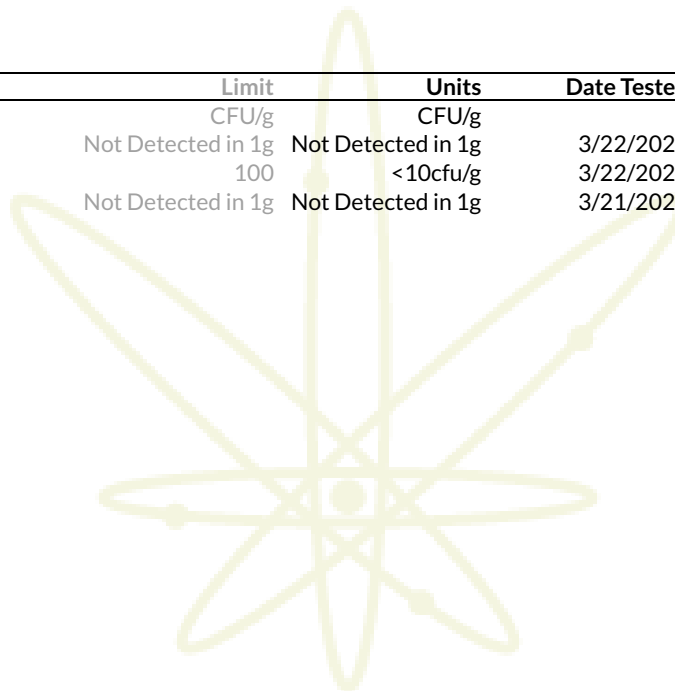 Limit Units Date Teste
CFU/g CFU/g
Not Detected in 1g Not Detected in 1g 3/22/202
100 <10cfu/g 3/22/202
Not Detected in 1g Not Detected in 1g 3/21/202